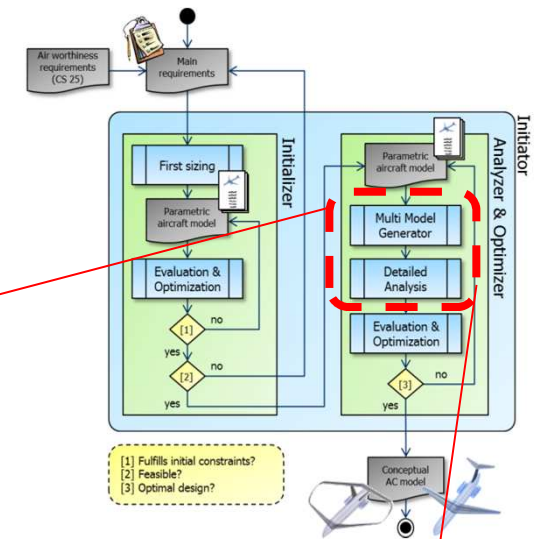 Air worthiness
requirements
(CS 25)
Main
requirements
Initiator
Initializer
First sizing
Parametric
aircraft model
Evaluation &
Optimization
[1]
no
yes
[2]
no
yes
Analyzer & Optimizer
Parametric
aircraft model
Multi Model
Generator
Detailed
Analysis
Evaluation &
Optimization
[3]
no
yes
[1] Fulfills initial constraints?
[2] Feasible?
[3] Optimal design?
Conceptual
AC model